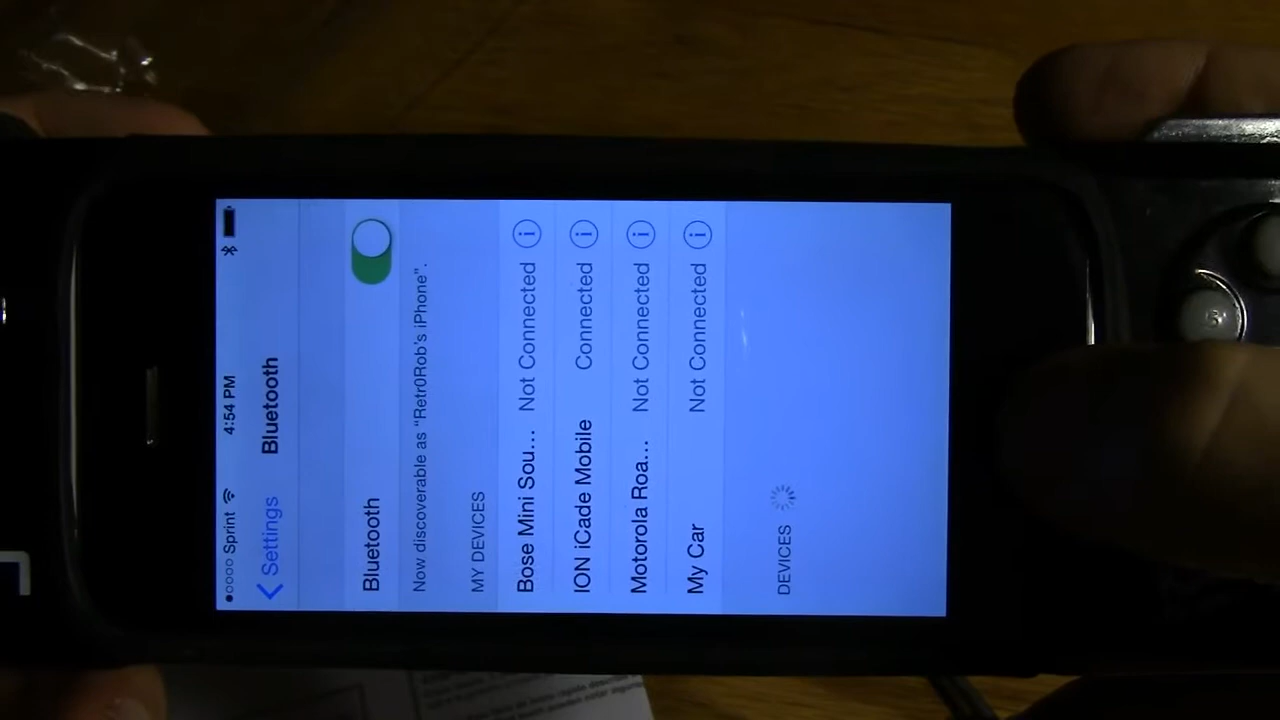 Sprint 4:54 PM
Settings Bluetooth
Bluetooth
Now discoverable as “Retr0Rob's iPhone”.
MY DEVICES
Bose Mini Sou... Not Connected
ION iCade Mobile Connected
Motorola Roa... Not Connected
My Car Not Connected
DEVICES
3